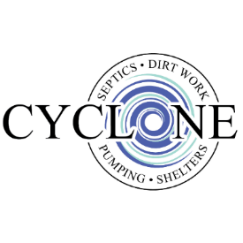 SEPTICS • DIRT WORK
CYCLONE
PUMPING • SHELTERS